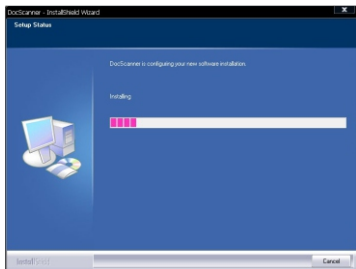 DocScanner - InstallShield Wizard
X
Setup Status
DocScanner is configuring your new software installation.
Installing
InstallShield
Cancel